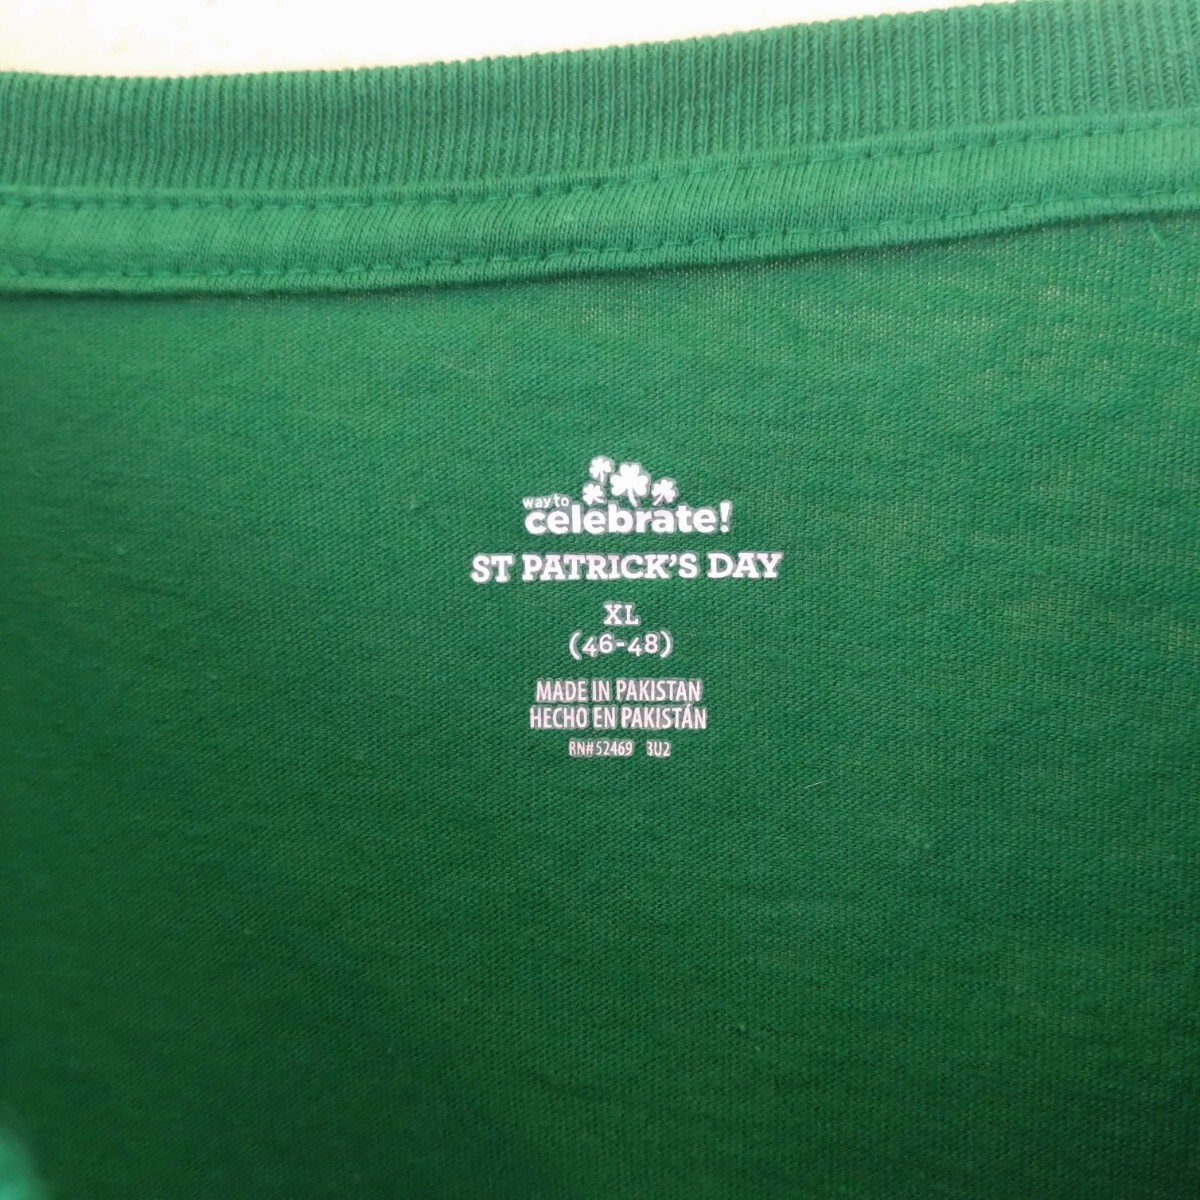 way to
celebrate!
ST PATRICK'S DAY
XL
(46-48)
MADE IN PAKISTAN
HECHO EN PAKISTÁN
RN#52469 3U2